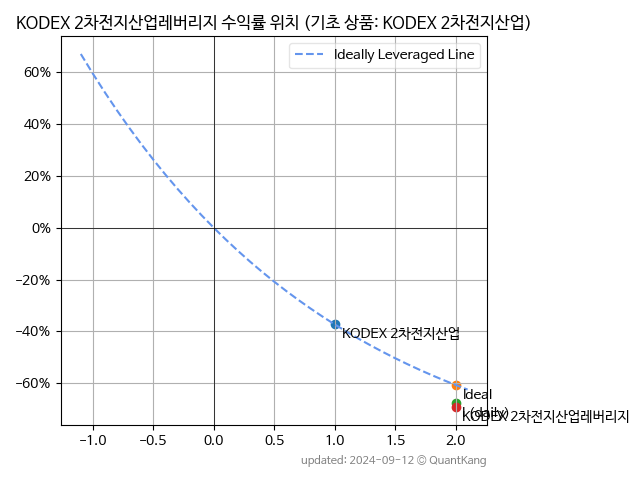 KODEX 2차전지산업레버리지 수익률 위치 (기초 상품: KODEX 2차전지산업)
Ideally Leveraged Line
60%
40%
20%
0%
−20%
−40%
−60%
KODEX 2차전지산업
Ideal
(daily)
KODEX 2차전지산업레버리지
−1.0 −0.5 0.0 0.5 1.0 1.5 2.0
updated: 2024-09-12 © QuantKang